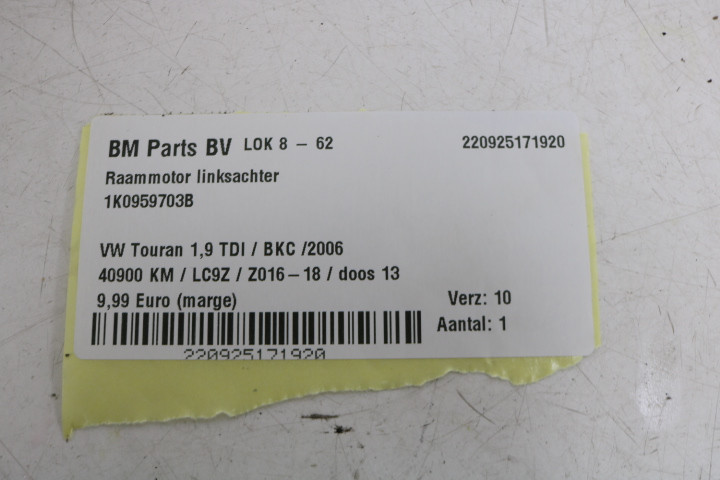 BM Parts BV LOK 8 – 62 220925171920
Raammotor linksachter
1K0959703B
VW Touran 1,9 TDI / BKC /2006
40900 KM / LC9Z / Z016 – 18 / doos 13
9,99 Euro (marge) Verz: 10
Aantal: 1
220925171920